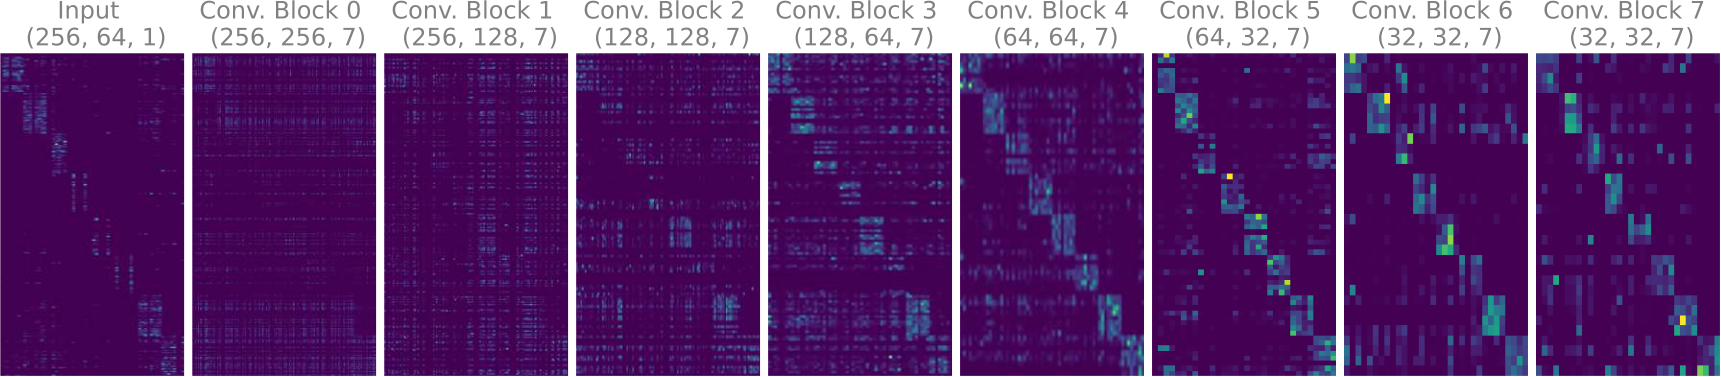 Input Conv. Block 0 Conv. Block 1 Conv. Block 2 Conv. Block 3 Conv. Block 4 Conv. Block 5 Conv. Block 6 Conv. Block 7
(256, 64, 1) (256, 256, 7) (256, 128, 7) (128, 128, 7) (128, 64, 7) (64, 64, 7) (64, 32, 7) (32, 32, 7) (32, 32, 7)